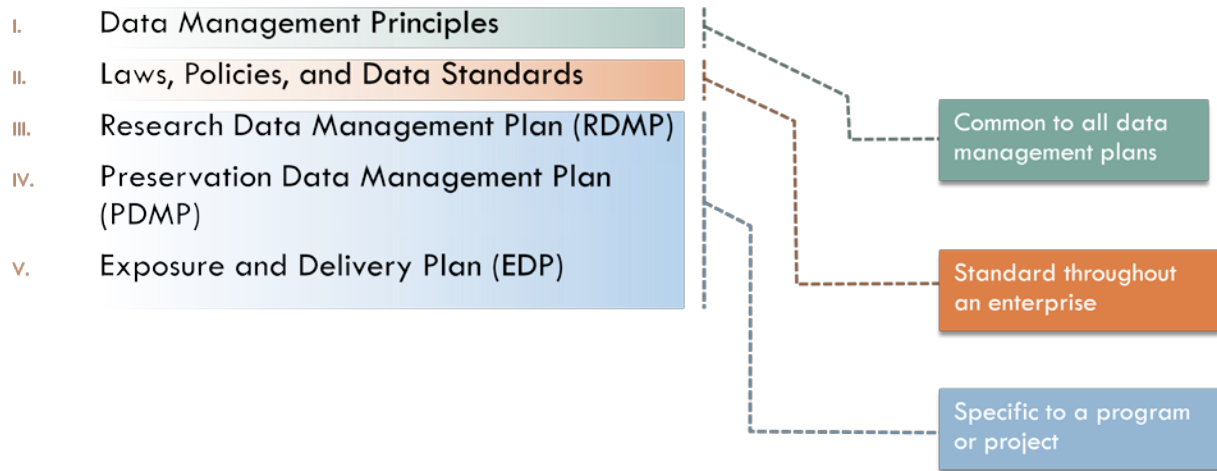 I. Data Management Principles
II. Laws, Policies, and Data Standards
III. Research Data Management Plan (RDMP)
IV. Preservation Data Management Plan
(PDMP)
V. Exposure and Delivery Plan (EDP)
Common to all data
management plans
Standard throughout
an enterprise
Specific to a program
or project